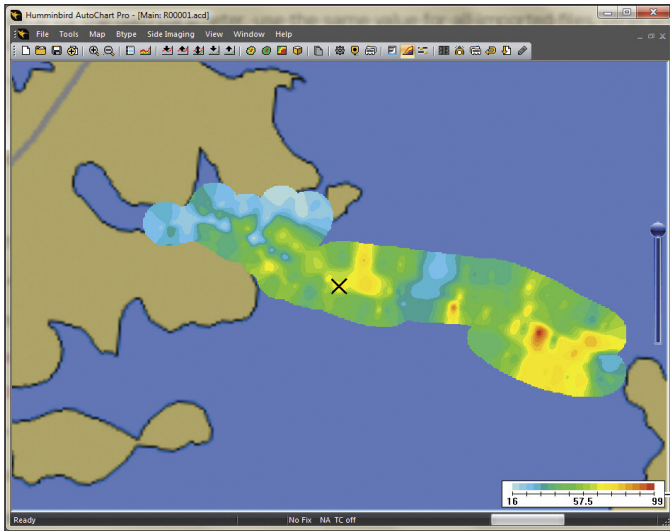 Humminbird AutoChart Pro - [Main: R00001.acd]
File Tools Map Btype Side Imaging View Window Help
16 57.5 99
Ready No Fix NA TC off